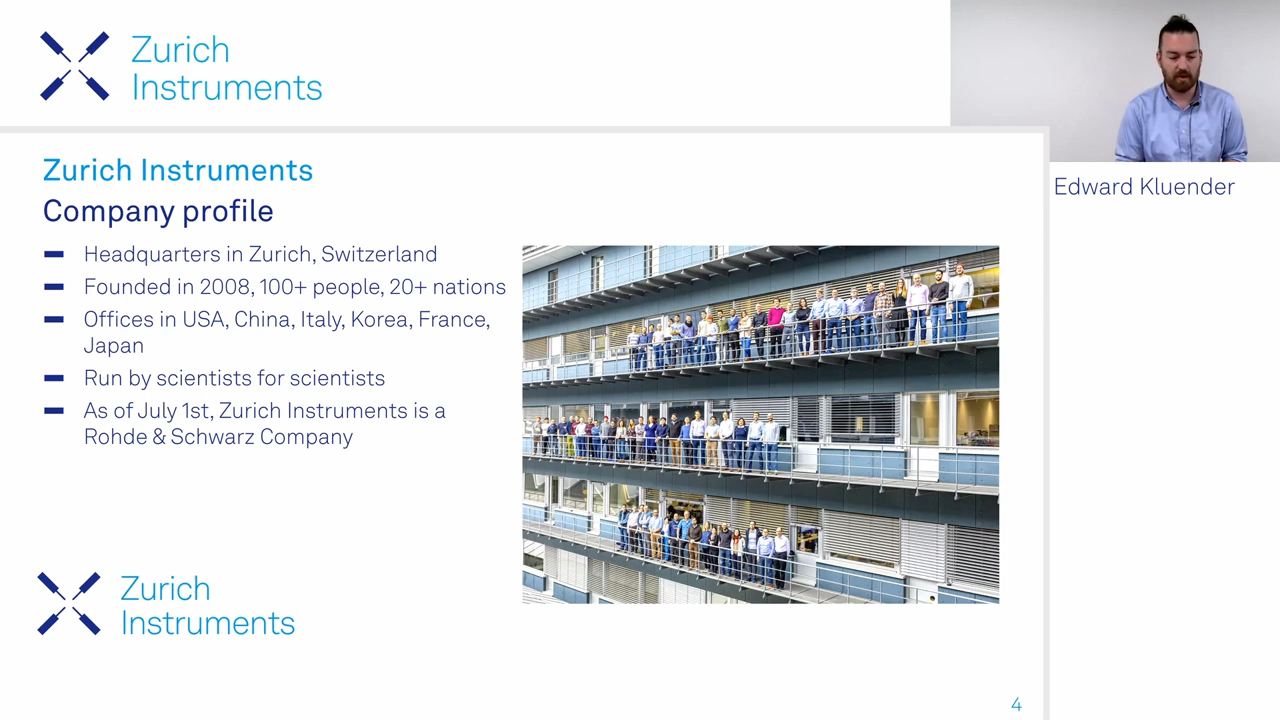 Zurich
Instruments
Edward Kluender
Zurich Instruments
Company profile
Headquarters in Zurich, Switzerland
Founded in 2008, 100+ people, 20+ nations
Offices in USA, China, Italy, Korea, France,
Japan
Run by scientists for scientists
As of July 1st, Zurich Instruments is a
Rohde & Schwarz Company
Zurich
Instruments
4